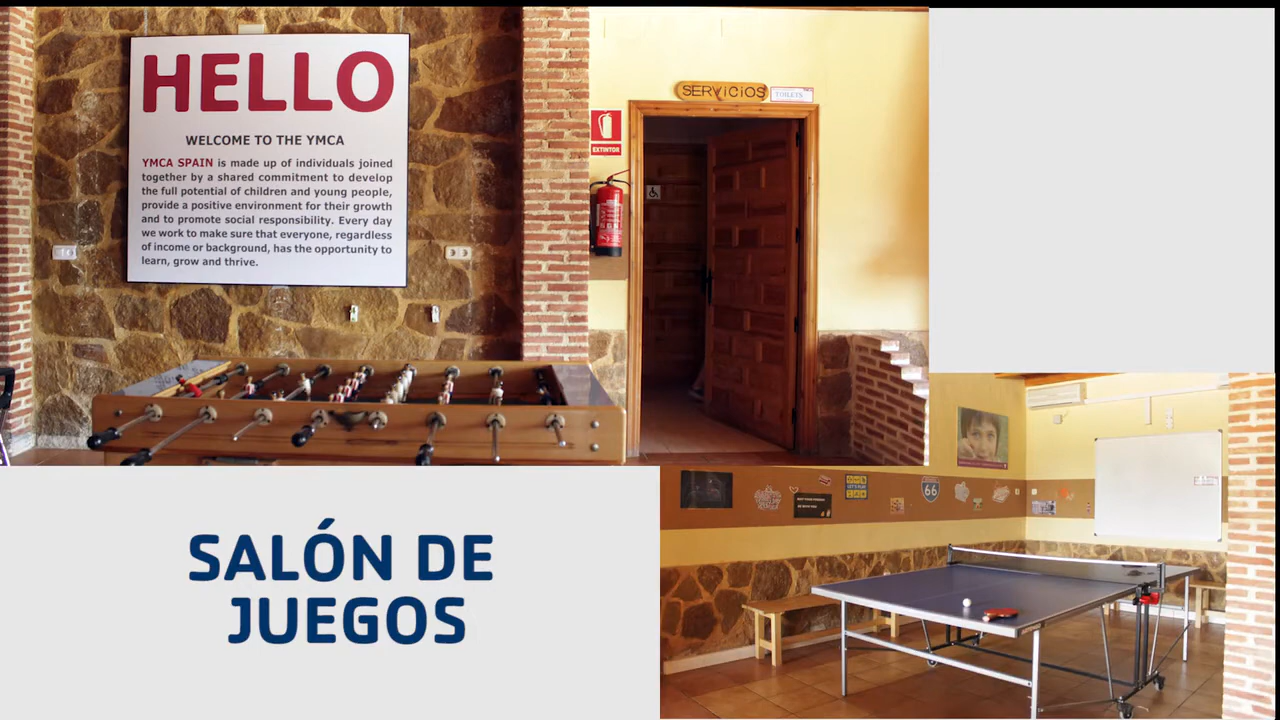 HELLO
WELCOME TO THE YMCA
YMCA SPAIN is made up of individuals joined
together by a shared commitment to develop
the full potential of children and young people,
provide a positive environment for their growth
and to promote social responsibility. Every day
we work to make sure that everyone, regardless
of income or background, has the opportunity to
learn, grow and thrive.
SERVICIOS
TOILETS
EXTINTOR
SALÓN DE
JUEGOS
LET'S PLAY
66